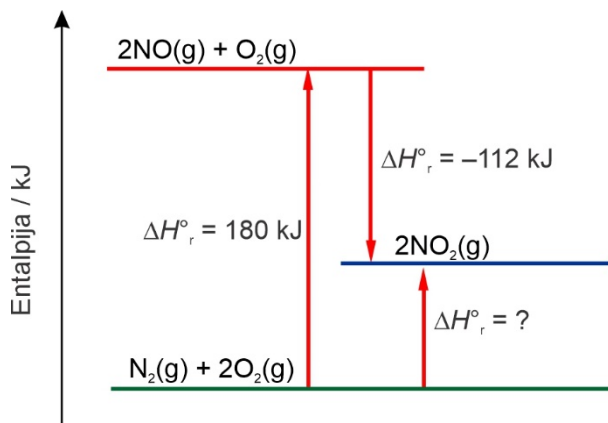 2NO(g) + O₂(g)
ΔH°ᵣ = –112 kJ
ΔH°ᵣ = 180 kJ
2NO₂(g)
ΔH°ᵣ = ?
N₂(g) + 2O₂(g)
Entalpija / kJ